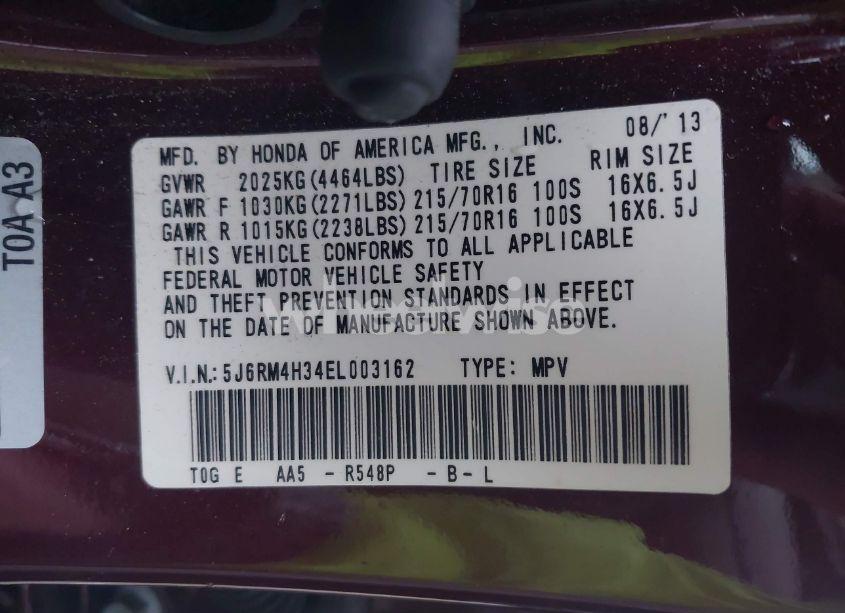 TOA A3
MFD. BY HONDA OF AMERICA MFG., INC. 08/'13
GVWR 2025KG(4464LBS) TIRE SIZE RIM SIZE
GAWR F 1030KG(2271LBS) 215/70R16 100S 16X6.5J
GAWR R 1015KG(2238LBS) 215/70R16 100S 16X6.5J
THIS VEHICLE CONFORMS TO ALL APPLICABLE
FEDERAL MOTOR VEHICLE SAFETY
AND THEFT PREVENTION STANDARDS IN EFFECT
ON THE DATE OF MANUFACTURE SHOWN ABOVE.
wheelwise
V.I.N.: 5J6RM4H34EL003162 TYPE: MPV
TOG E AA5 - R548P - B - L